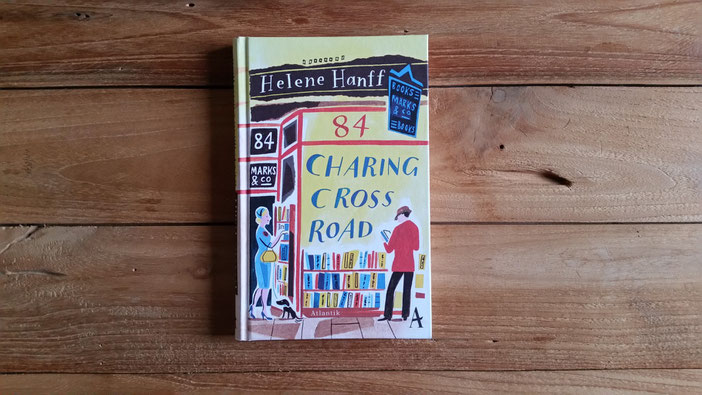 Helene Hanff
BOOKS
MARKS
& CO
BOOKS
84
84
MARKS
& CO
CHARING
CROSS
ROAD
Atlantik
A